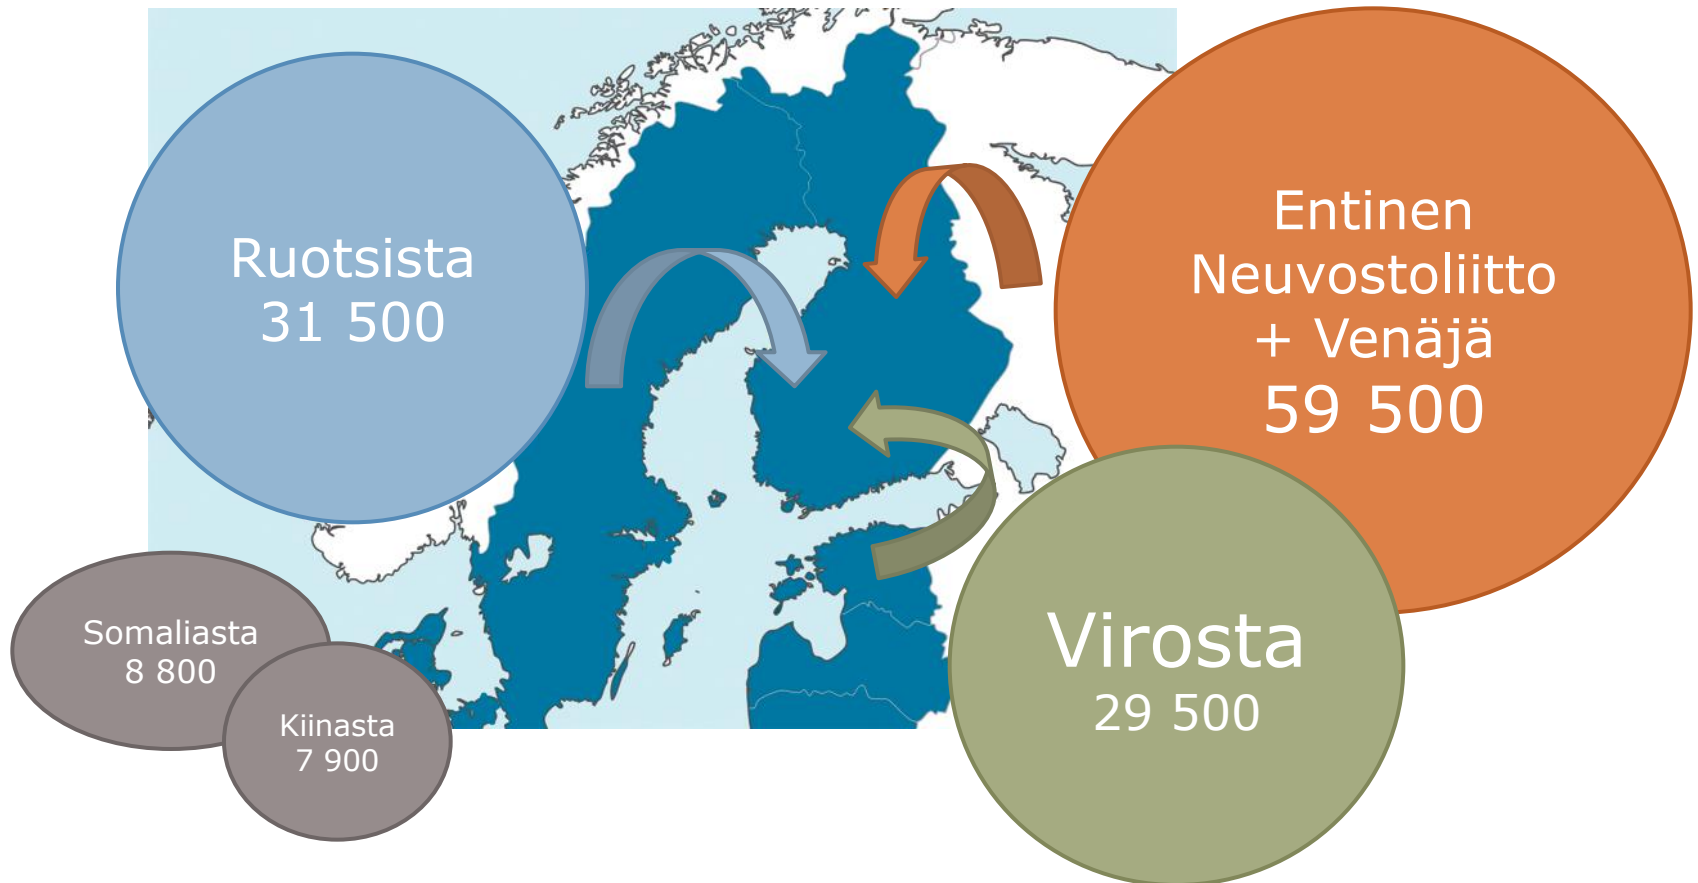 Ruotsista
31 500
Entinen
Neuvostoliitto
+ Venäjä
59 500
Virosta
29 500
Somaliasta
8 800
Kiinasta
7 900